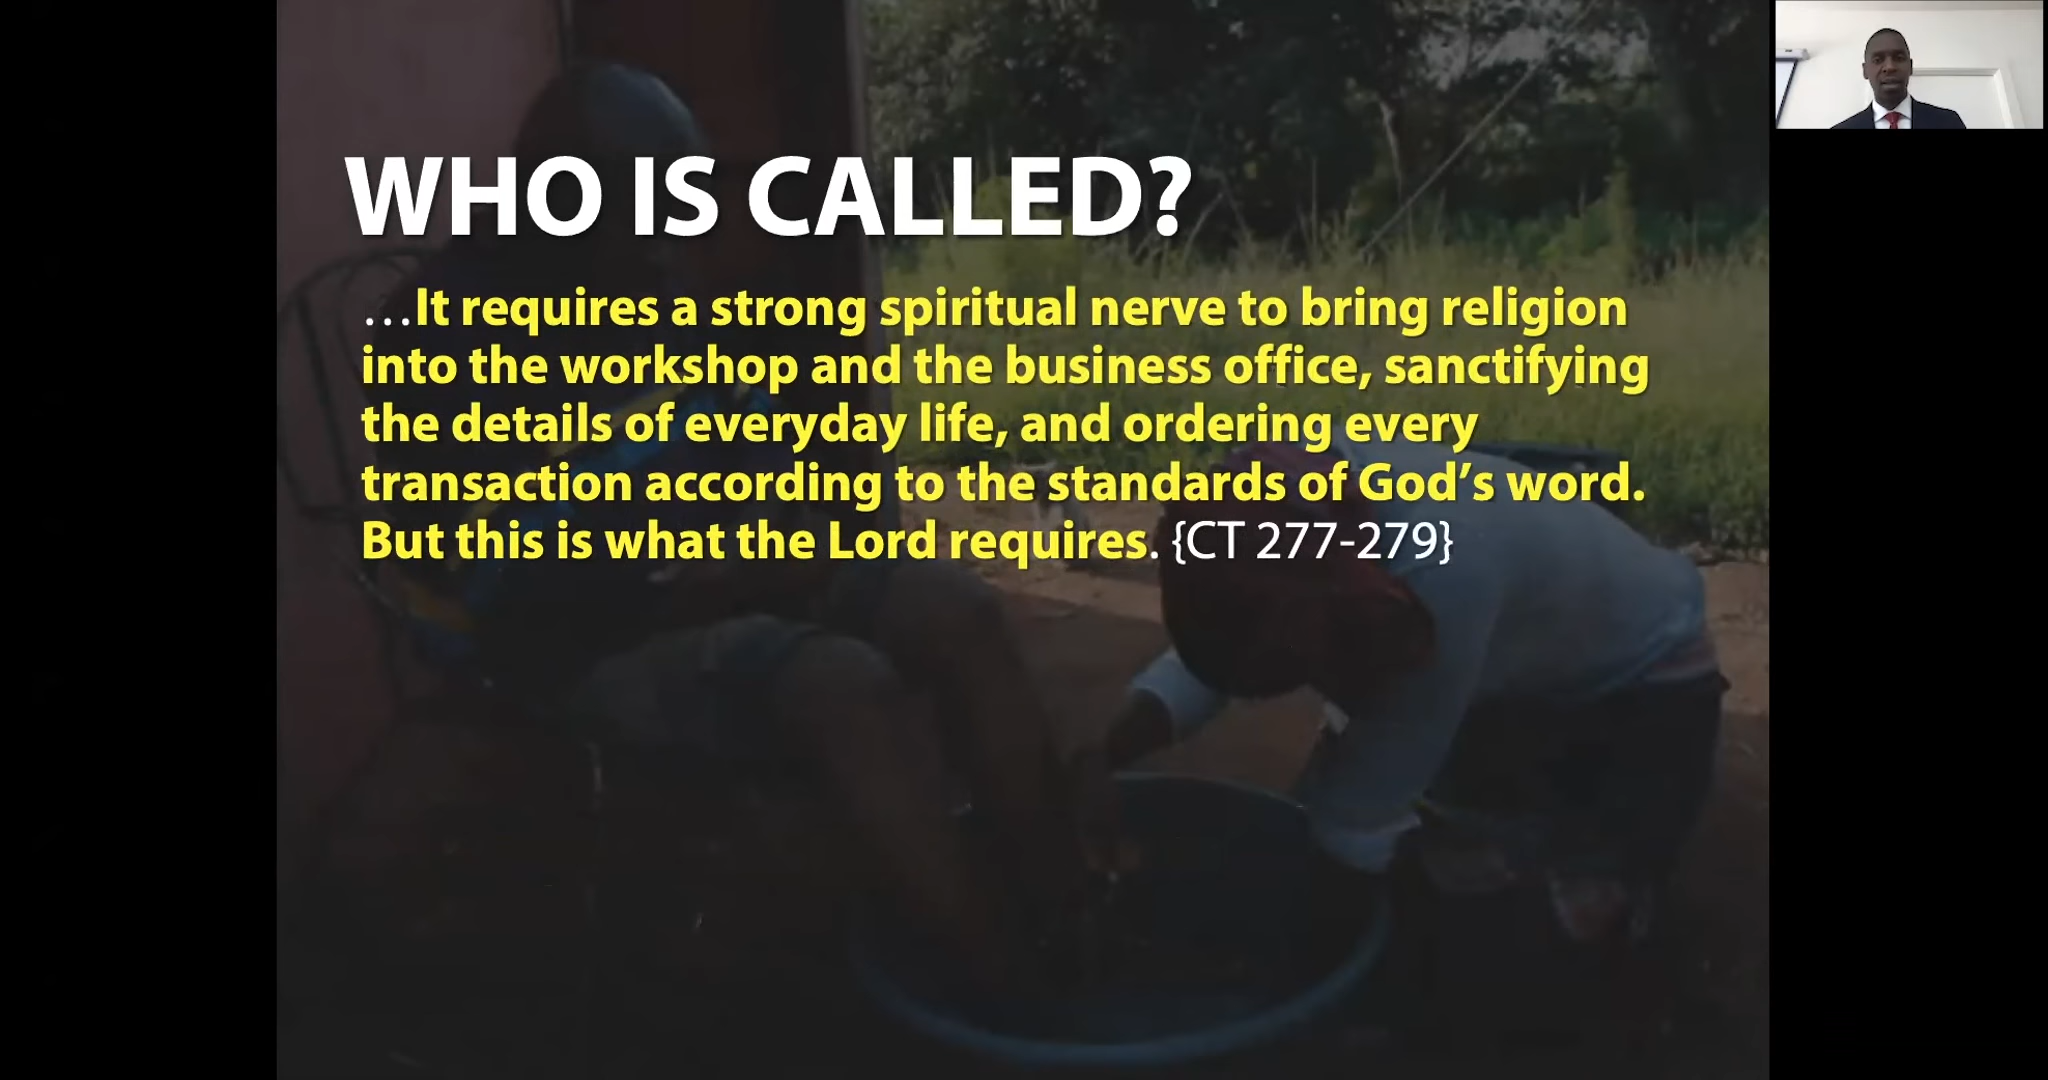 WHO IS CALLED?
…It requires a strong spiritual nerve to bring religion
into the workshop and the business office, sanctifying
the details of everyday life, and ordering every
transaction according to the standards of God’s word.
But this is what the Lord requires. {CT 277-279}